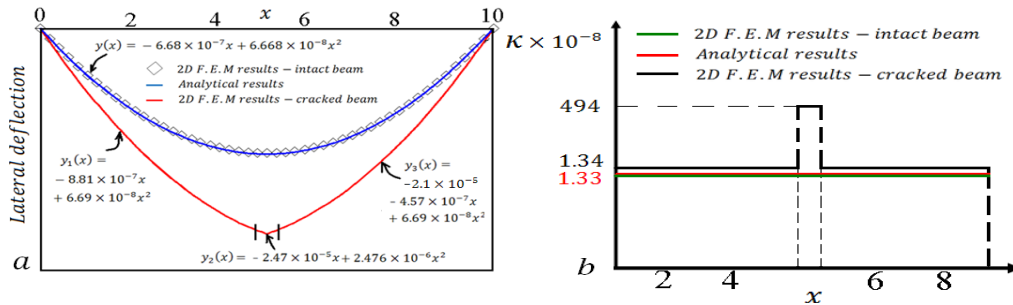 0 2 4 x 6 8 10
y(x) = − 6.68 × 10⁻⁷x + 6.668 × 10⁻⁸x²
2D F.E.M results − intact beam
Analytical results
2D F.E.M results − cracked beam
Lateral deflection
y₁(x) =
− 8.81 × 10⁻⁷x
+ 6.69 × 10⁻⁸x²
y₃(x) =
−2.1 × 10⁻⁵
− 4.57 × 10⁻⁷x
+ 6.69 × 10⁻⁸x²
y₂(x) = − 2.47 × 10⁻⁵x + 2.476 × 10⁻⁶x²
a
κ × 10⁻⁸
2D F.E.M results − intact beam
Analytical results
2D F.E.M results − cracked beam
494
1.34
1.33
b
2 4 6 8
x